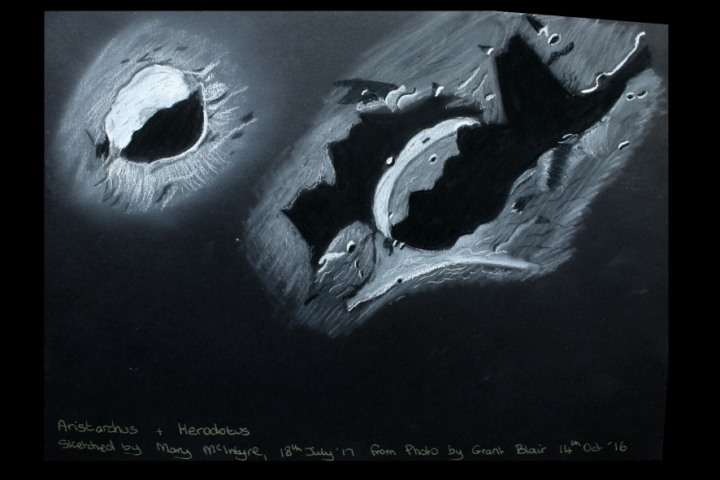 Aristarchus + Herodotus
Sketched by Mary McIntyre, 18th July '17 from Photo by Grant Blair 14th Oct '16